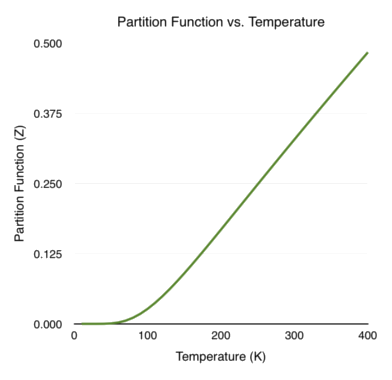 Partition Function vs. Temperature
Partition Function (Z)
0.500
0.375
0.250
0.125
0.000
0 100 200 300 400
Temperature (K)